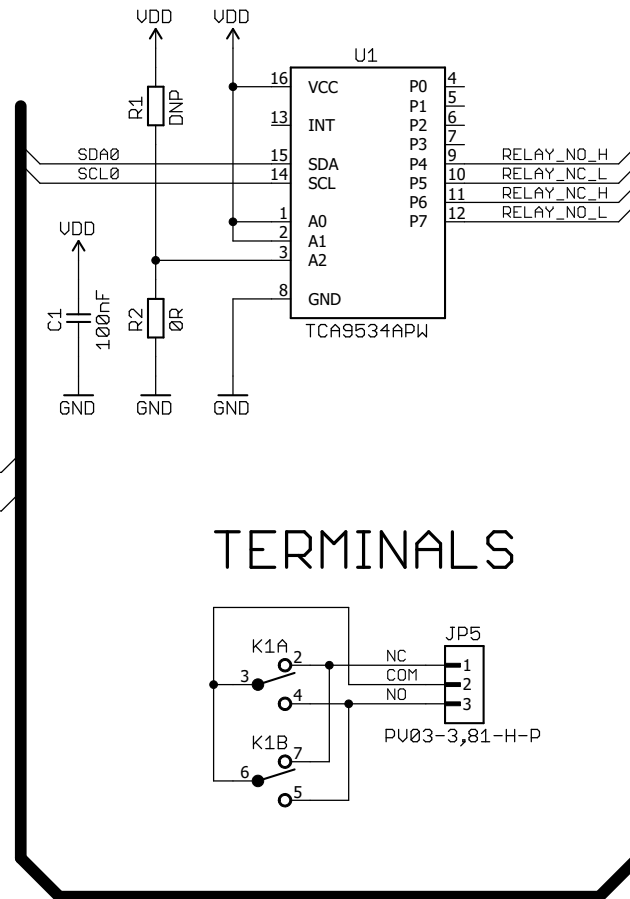 VDD VDD
U1
R1 DNP
16 VCC P0 4
P1 5
13 INT P2 6
P3 7
SDA0 15 SDA P4 9 RELAY_NO_H
SCL0 14 SCL P5 10 RELAY_NC_L
P6 11 RELAY_NC_H
1 A0 P7 12 RELAY_NO_L
2 A1
3 A2
VDD
8 GND
C1 100nF R2 0R
TCA9534APW
GND GND GND
TERMINALS
JP5
K1A 2 NC 1
3 COM 2
4 NO 3
PV03-3,81-H-P
K1B 7
6
5